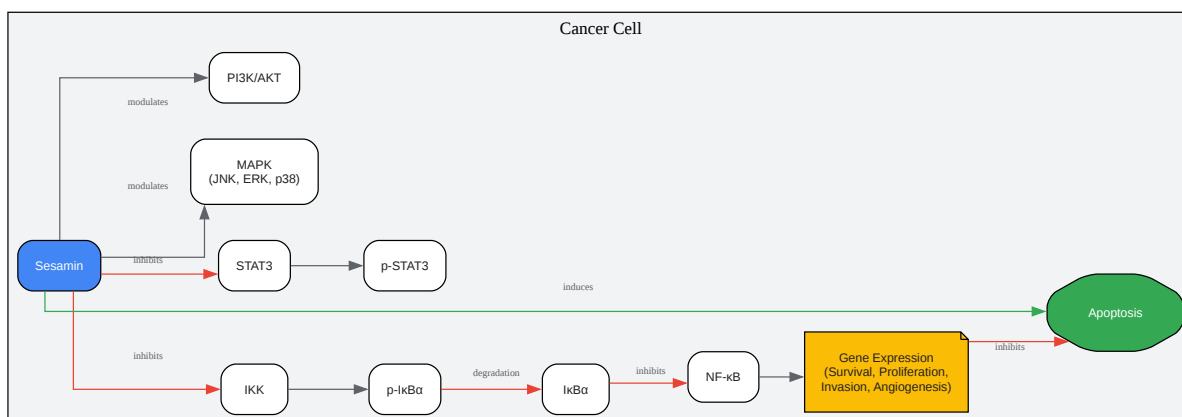 Cancer Cell
PI3K/AKT
modulates
MAPK
(JNK, ERK, p38)
modulates
Sesamin
inhibits
STAT3
p-STAT3
induces
Apoptosis
inhibits
IKK
p-IκBα
degradation
IκBα
inhibits
NF-κB
Gene Expression
(Survival, Proliferation,
Invasion, Angiogenesis)
inhibits